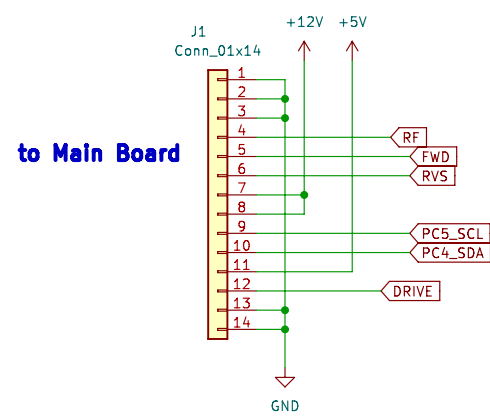 J1
Conn_01x14
+12V
+5V
to Main Board
1
2
3
4
5
6
7
8
9
10
11
12
13
14
RF
FWD
RVS
PC5_SCL
PC4_SDA
DRIVE
GND